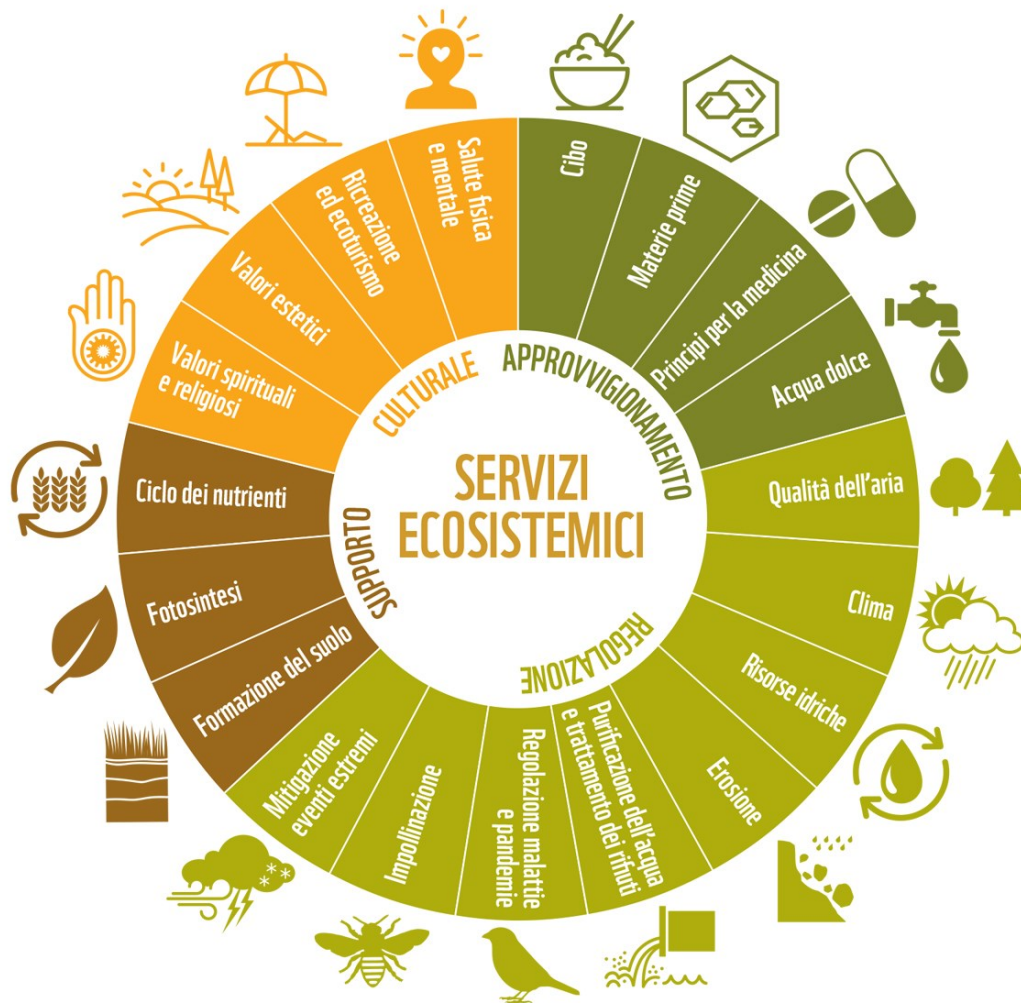 SERVIZI
ECOSISTEMICI
APPROVVIGIONAMENTO
Cibo
Materie prime
Principi per la medicina
Acqua dolce
REGOLAZIONE
Qualità dell'aria
Clima
Risorse idriche
Erosione
Purificazione dell'acqua
e trattamento dei rifiuti
Regolazione malattie
e pandemie
Impollinazione
Mitigazione
eventi estremi
SUPPORTO
Formazione del suolo
Fotosintesi
Ciclo dei nutrienti
CULTURALE
Valori spirituali
e religiosi
Valori estetici
Ricreazione
ed ecoturismo
Salute fisica
e mentale